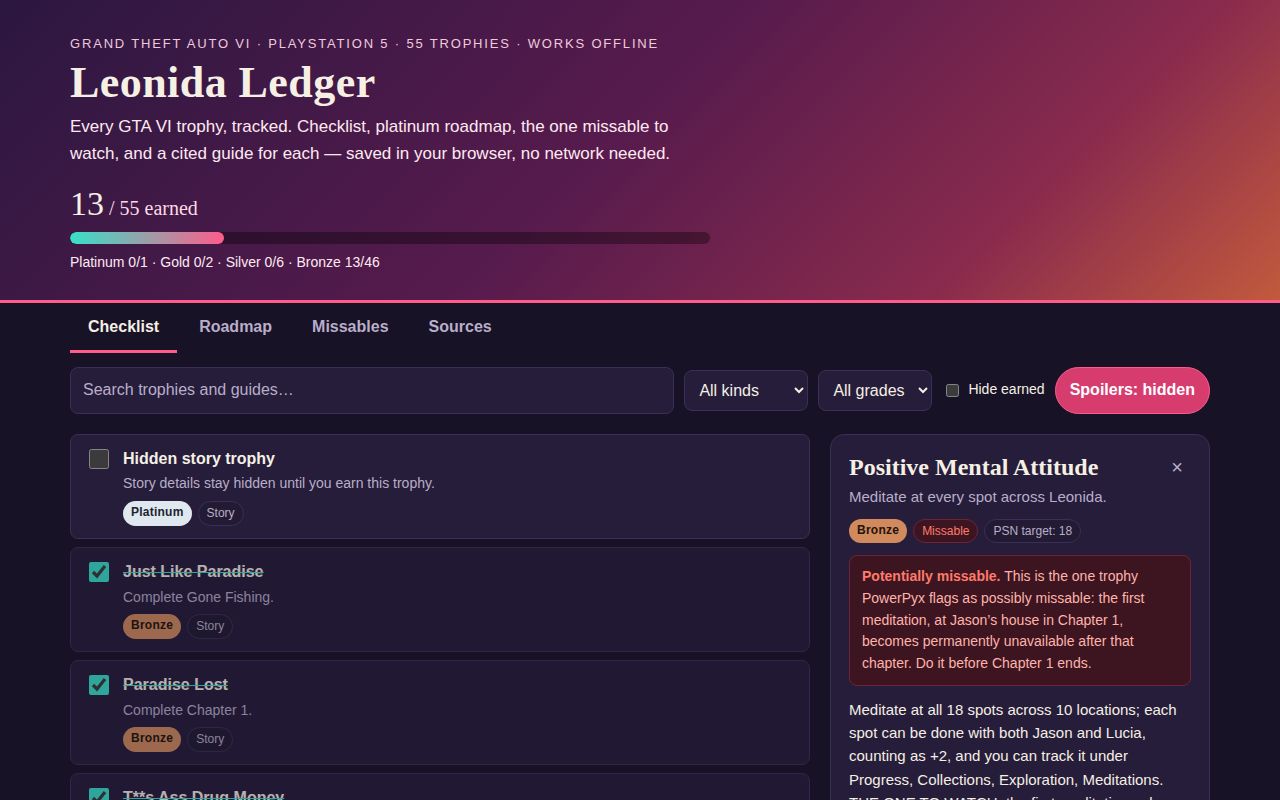 GRAND THEFT AUTO VI · PLAYSTATION 5 · 55 TROPHIES · WORKS OFFLINE
Leonida Ledger
Every GTA VI trophy, tracked. Checklist, platinum roadmap, the one missable to
watch, and a cited guide for each — saved in your browser, no network needed.
13 / 55 earned
Platinum 0/1 · Gold 0/2 · Silver 0/6 · Bronze 13/46
Checklist
Roadmap
Missables
Sources
Search trophies and guides…
All kinds
All grades
Hide earned
Spoilers: hidden
Hidden story trophy
Story details stay hidden until you earn this trophy.
Platinum
Story
Just Like Paradise
Complete Gone Fishing.
Bronze
Story
Paradise Lost
Complete Chapter 1.
Bronze
Story
T**s Ass Drug Money
Positive Mental Attitude
×
Meditate at every spot across Leonida.
Bronze
Missable
PSN target: 18
Potentially missable. This is the one trophy
PowerPyx flags as possibly missable: the first
meditation, at Jason’s house in Chapter 1,
becomes permanently unavailable after that
chapter. Do it before Chapter 1 ends.
Meditate at all 18 spots across 10 locations; each
spot can be done with both Jason and Lucia,
counting as +2, and you can track it under
Progress, Collections, Exploration, Meditations.